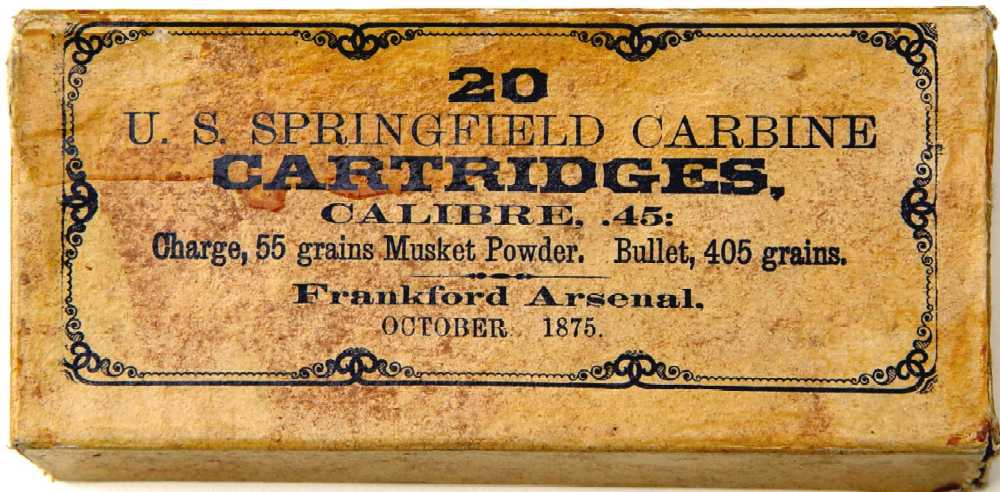 20
U. S. SPRINGFIELD CARBINE
CARTRIDGES,
CALIBRE, .45:
Charge, 55 grains Musket Powder. Bullet, 405 grains.
Frankford Arsenal,
OCTOBER 1875.